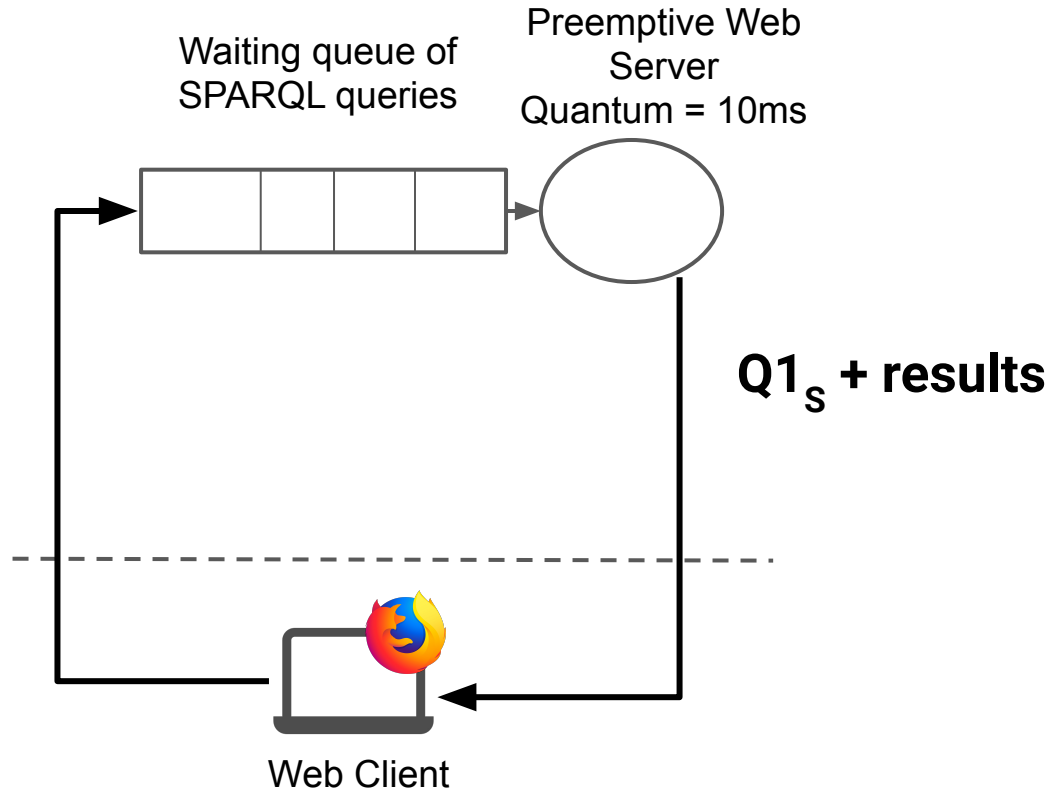 Waiting queue of
SPARQL queries
Preemptive Web
Server
Quantum = 10ms
Q1S + results
Web Client